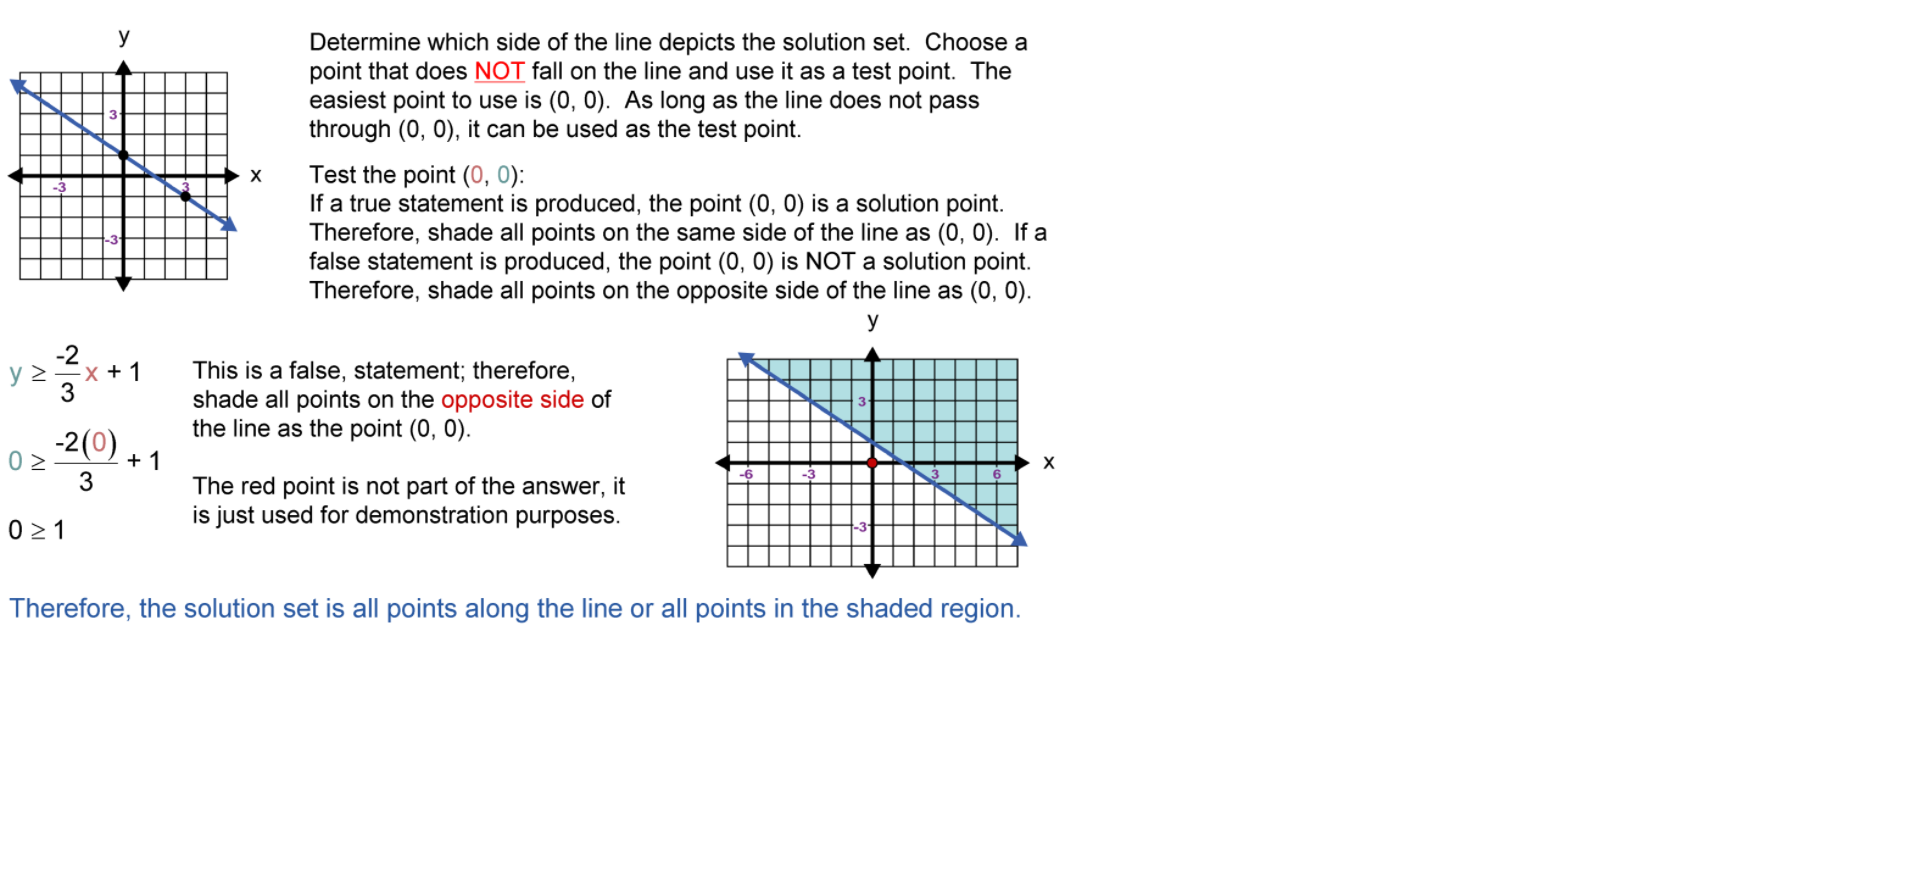 y
Determine which side of the line depicts the solution set. Choose a
point that does NOT fall on the line and use it as a test point. The
easiest point to use is (0, 0). As long as the line does not pass
through (0, 0), it can be used as the test point.
3
x
-3
3
-3
Test the point (0, 0):
If a true statement is produced, the point (0, 0) is a solution point.
Therefore, shade all points on the same side of the line as (0, 0). If a
false statement is produced, the point (0, 0) is NOT a solution point.
Therefore, shade all points on the opposite side of the line as (0, 0).
y ≥ -2/3 x + 1
0 ≥ -2(0)/3 + 1
0 ≥ 1
This is a false, statement; therefore,
shade all points on the opposite side of
the line as the point (0, 0).
The red point is not part of the answer, it
is just used for demonstration purposes.
y
3
x
-6 -3 3 6
-3
Therefore, the solution set is all points along the line or all points in the shaded region.